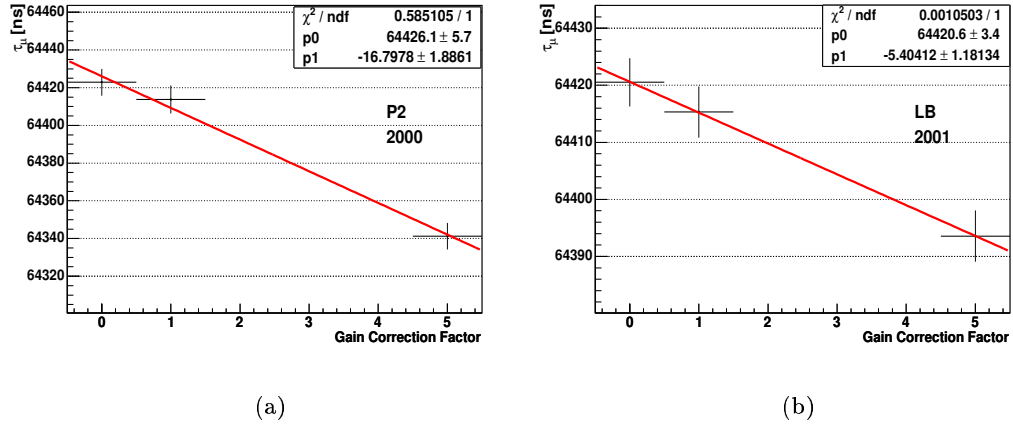 τμ [ns]
64460
64440
64420
64400
64380
64360
64340
64320
χ² / ndf 0.585105 / 1
p0 64426.1 ± 5.7
p1 -16.7978 ± 1.8861
P2
2000
0 1 2 3 4 5
Gain Correction Factor
(a)
τμ [ns]
64430
64420
64410
64400
64390
χ² / ndf 0.0010503 / 1
p0 64420.6 ± 3.4
p1 -5.40412 ± 1.18134
LB
2001
0 1 2 3 4 5
Gain Correction Factor
(b)